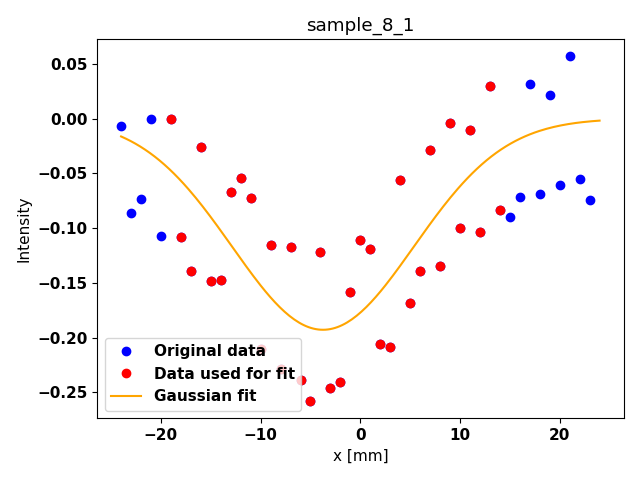 sample_8_1
0.05
0.00
−0.05
−0.10
−0.15
−0.20
−0.25
Intensity
Original data
Data used for fit
Gaussian fit
−20 −10 0 10 20
x [mm]